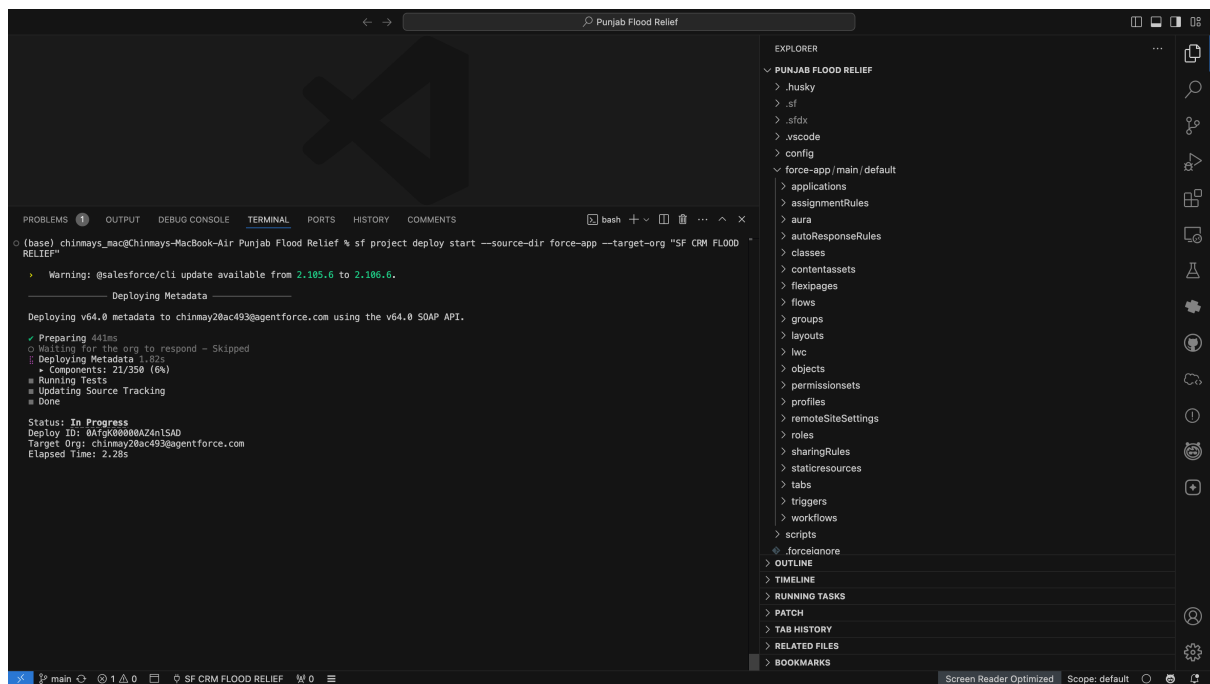 Punjab Flood Relief
PROBLEMS 1 OUTPUT DEBUG CONSOLE TERMINAL PORTS HISTORY COMMENTS
bash
(base) chinmays_mac@Chinmays-MacBook-Air Punjab Flood Relief % sf project deploy start --source-dir force-app --target-org "SF CRM FLOOD
RELIEF"
› Warning: @salesforce/cli update available from 2.105.6 to 2.106.6.
Deploying Metadata
Deploying v64.0 metadata to chinmay20ac493@agentforce.com using the v64.0 SOAP API.
✓ Preparing 441ms
Waiting for the org to respond – Skipped
Deploying Metadata 1.82s
▸ Components: 21/350 (6%)
Running Tests
Updating Source Tracking
Done
Status: In Progress
Deploy ID: 0AfgK00000AZ4nlSAD
Target Org: chinmay20ac493@agentforce.com
Elapsed Time: 2.28s
EXPLORER
PUNJAB FLOOD RELIEF
.husky
.sf
.sfdx
.vscode
config
force-app/main/default
applications
assignmentRules
aura
autoResponseRules
classes
contentassets
flexipages
flows
groups
layouts
lwc
objects
permissionsets
profiles
remoteSiteSettings
roles
sharingRules
staticresources
tabs
triggers
workflows
scripts
.forceignore
OUTLINE
TIMELINE
RUNNING TASKS
PATCH
TAB HISTORY
RELATED FILES
BOOKMARKS
main 1 0 SF CRM FLOOD RELIEF 0
Screen Reader Optimized Scope: default